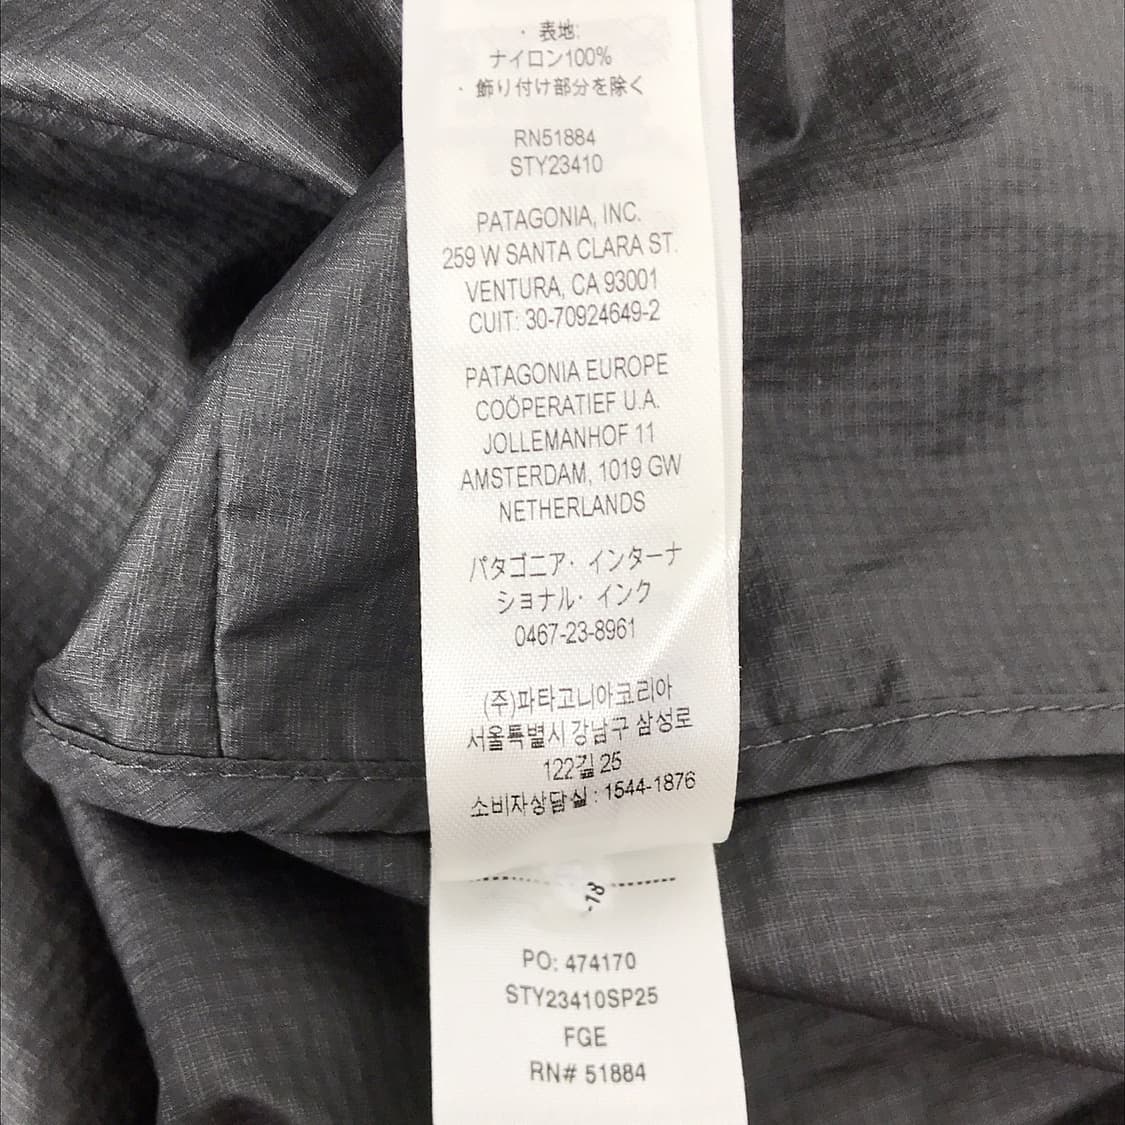 ・表地:
ナイロン100%
・飾り付け部分を除く
RN51884
STY23410
PATAGONIA, INC.
259 W SANTA CLARA ST.
VENTURA, CA 93001
CUIT: 30-70924649-2
PATAGONIA EUROPE
COÖPERATIEF U.A.
JOLLEMANHOF 11
AMSTERDAM, 1019 GW
NETHERLANDS
パタゴニア・インターナ
ショナル・インク
0467-23-8961
(주)파타고니아코리아
서울특별시 강남구 삼성로
122길 25
소비자상담실 : 1544-1876
PO: 474170
STY23410SP25
FGE
RN# 51884